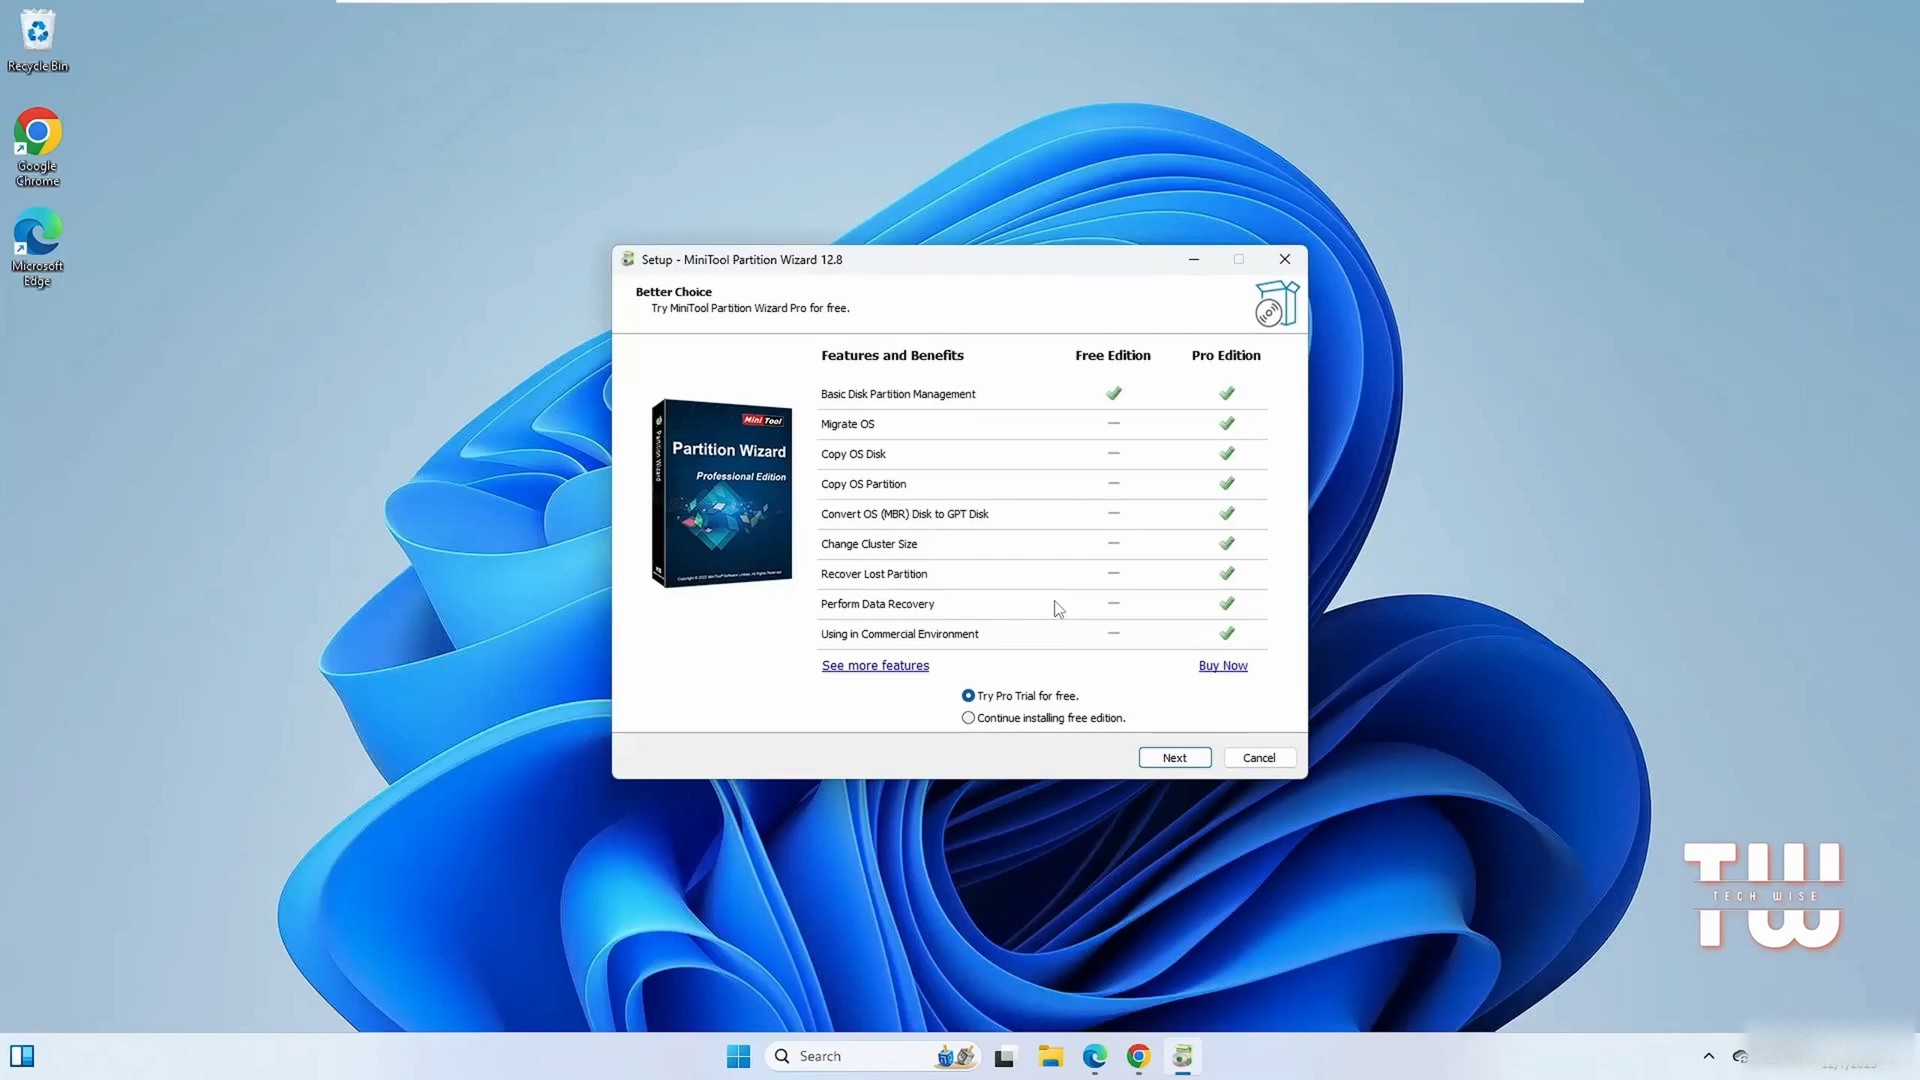 Recycle Bin
Google
Chrome
Microsoft
Edge
Setup - MiniTool Partition Wizard 12.8
Better Choice
Try MiniTool Partition Wizard Pro for free.
Features and Benefits Free Edition Pro Edition
Basic Disk Partition Management
Migrate OS
Copy OS Disk
Copy OS Partition
Convert OS (MBR) Disk to GPT Disk
Change Cluster Size
Recover Lost Partition
Perform Data Recovery
Using in Commercial Environment
See more features Buy Now
Mini Tool
Partition Wizard
Professional Edition
Partition Wizard
Try Pro Trial for free.
Continue installing free edition.
Next Cancel
TW
TECH WISE
Search